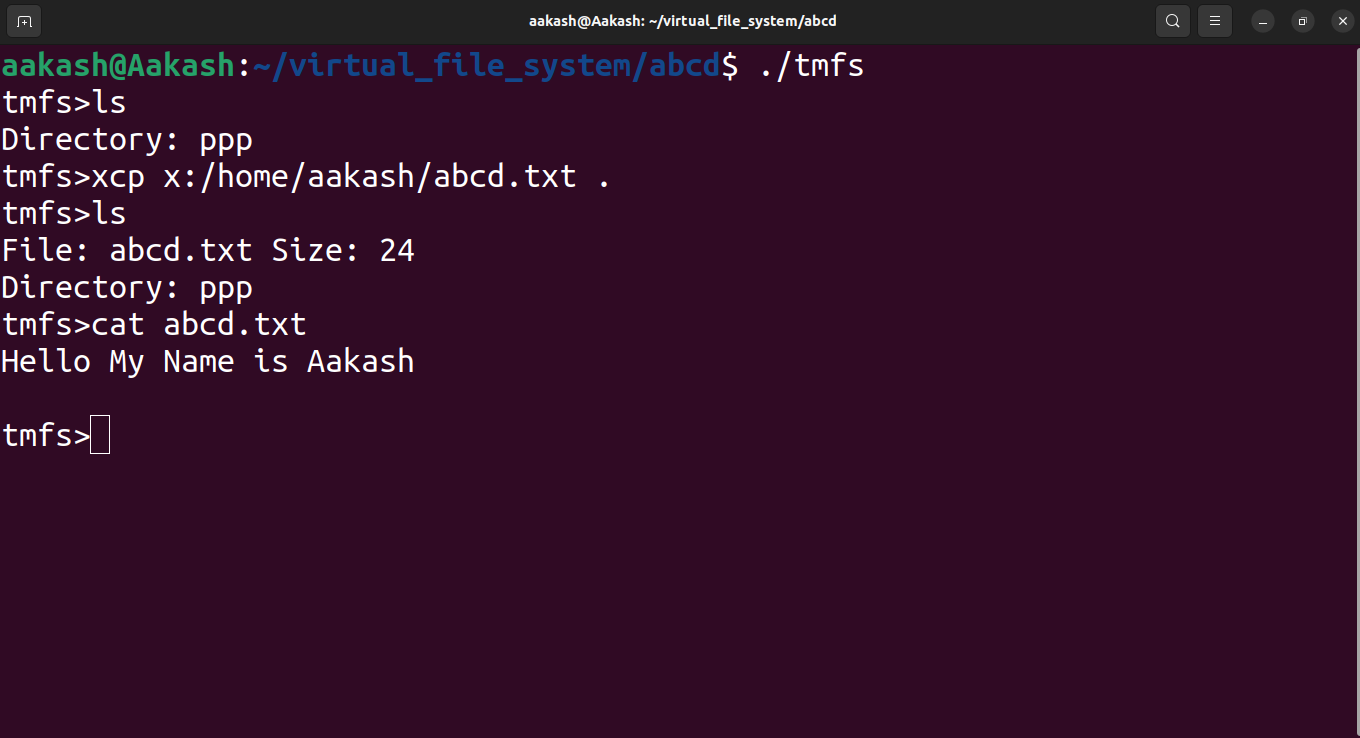 aakash@Aakash: ~/virtual_file_system/abcd
aakash@Aakash:~/virtual_file_system/abcd$ ./tmfs
tmfs>ls
Directory: ppp
tmfs>xcp x:/home/aakash/abcd.txt .
tmfs>ls
File: abcd.txt Size: 24
Directory: ppp
tmfs>cat abcd.txt
Hello My Name is Aakash
tmfs>